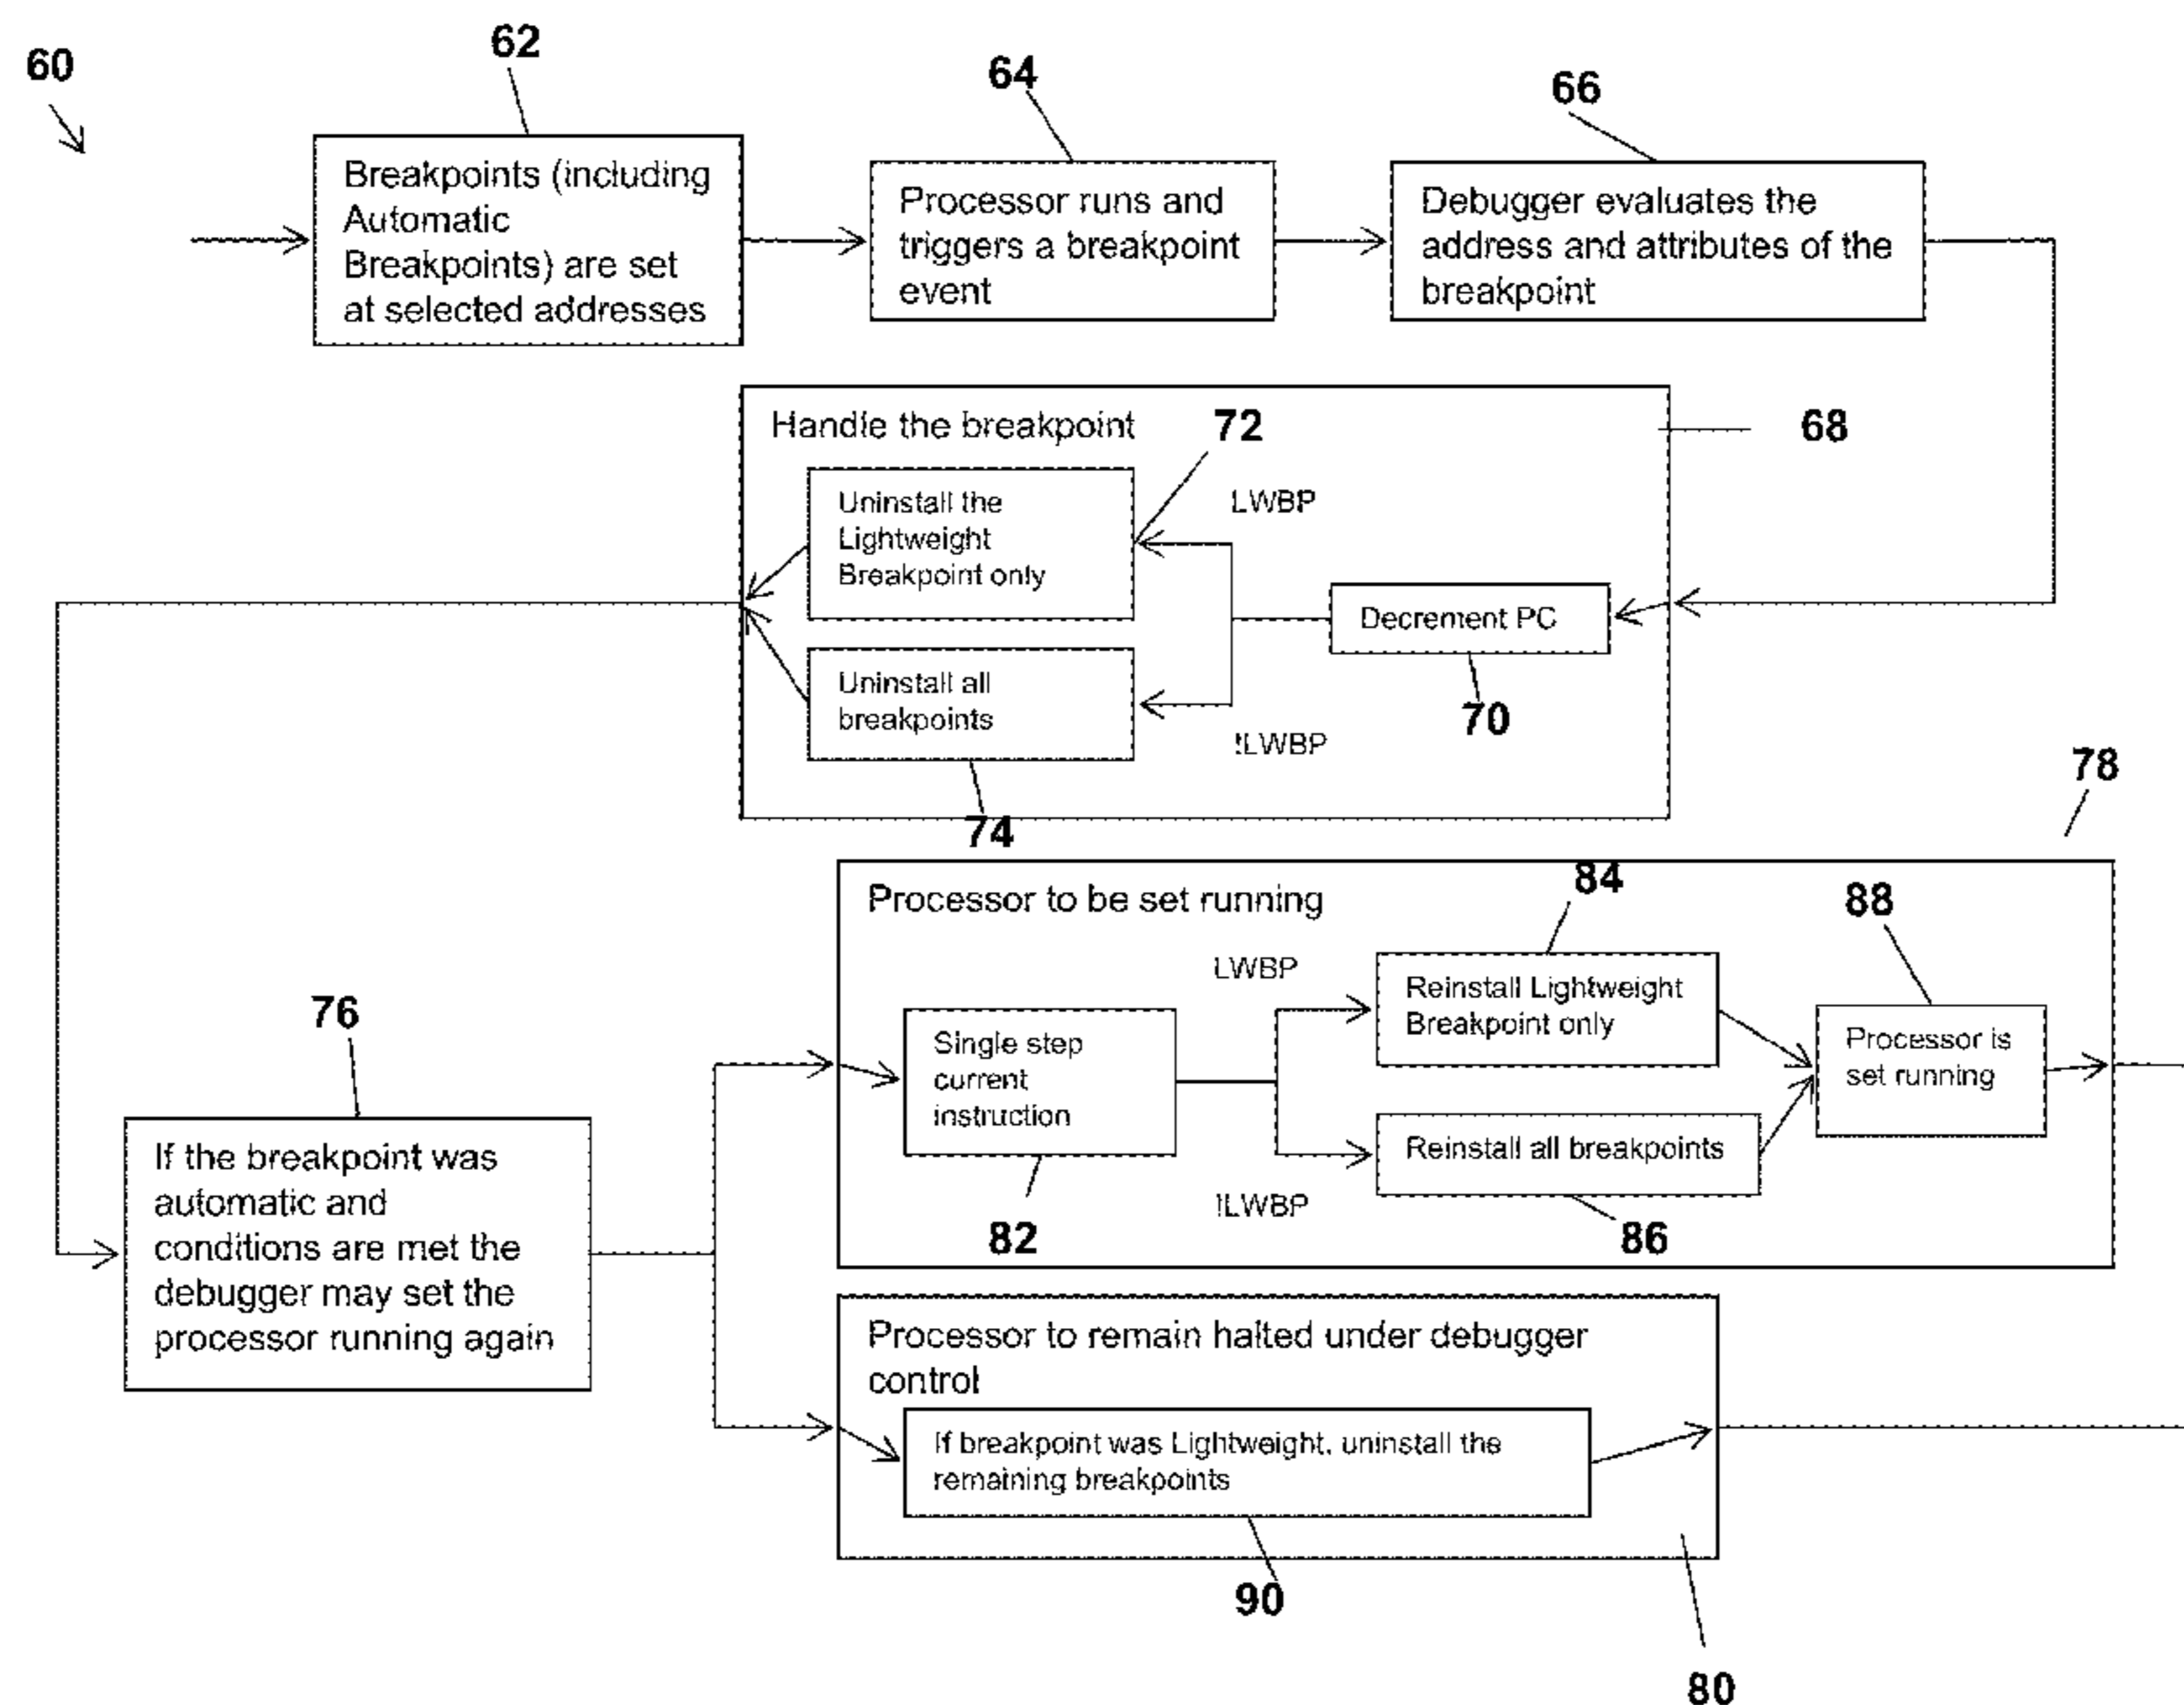 60
62
64
66
Breakpoints (including
Automatic
Breakpoints) are set
at selected addresses
Processor runs and
triggers a breakpoint
event
Debugger evaluates the
address and attributes of the
breakpoint
Handle the breakpoint
72
68
Uninstall the
Lightweight
Breakpoint only
LWBP
Decrement PC
Uninstall all
breakpoints
!LWBP
70
74
78
Processor to be set running
84
88
LWBP
Reinstall Lightweight
Breakpoint only
Single step
current
instruction
Processor is
set running
Reinstall all breakpoints
!LWBP
82
86
76
If the breakpoint was
automatic and
conditions are met the
debugger may set the
processor running again
Processor to remain halted under debugger
control
If breakpoint was Lightweight, uninstall the
remaining breakpoints
90
80